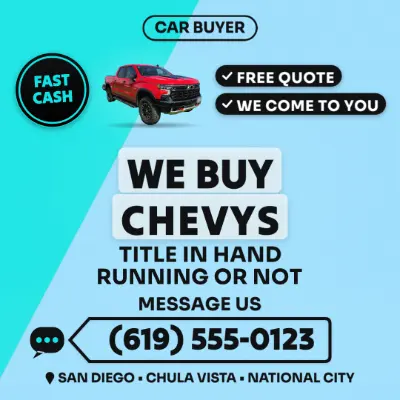 CAR BUYER
FAST
CASH
FREE QUOTE
WE COME TO YOU
WE BUY
CHEVYS
TITLE IN HAND
RUNNING OR NOT
MESSAGE US
(619) 555-0123
SAN DIEGO • CHULA VISTA • NATIONAL CITY